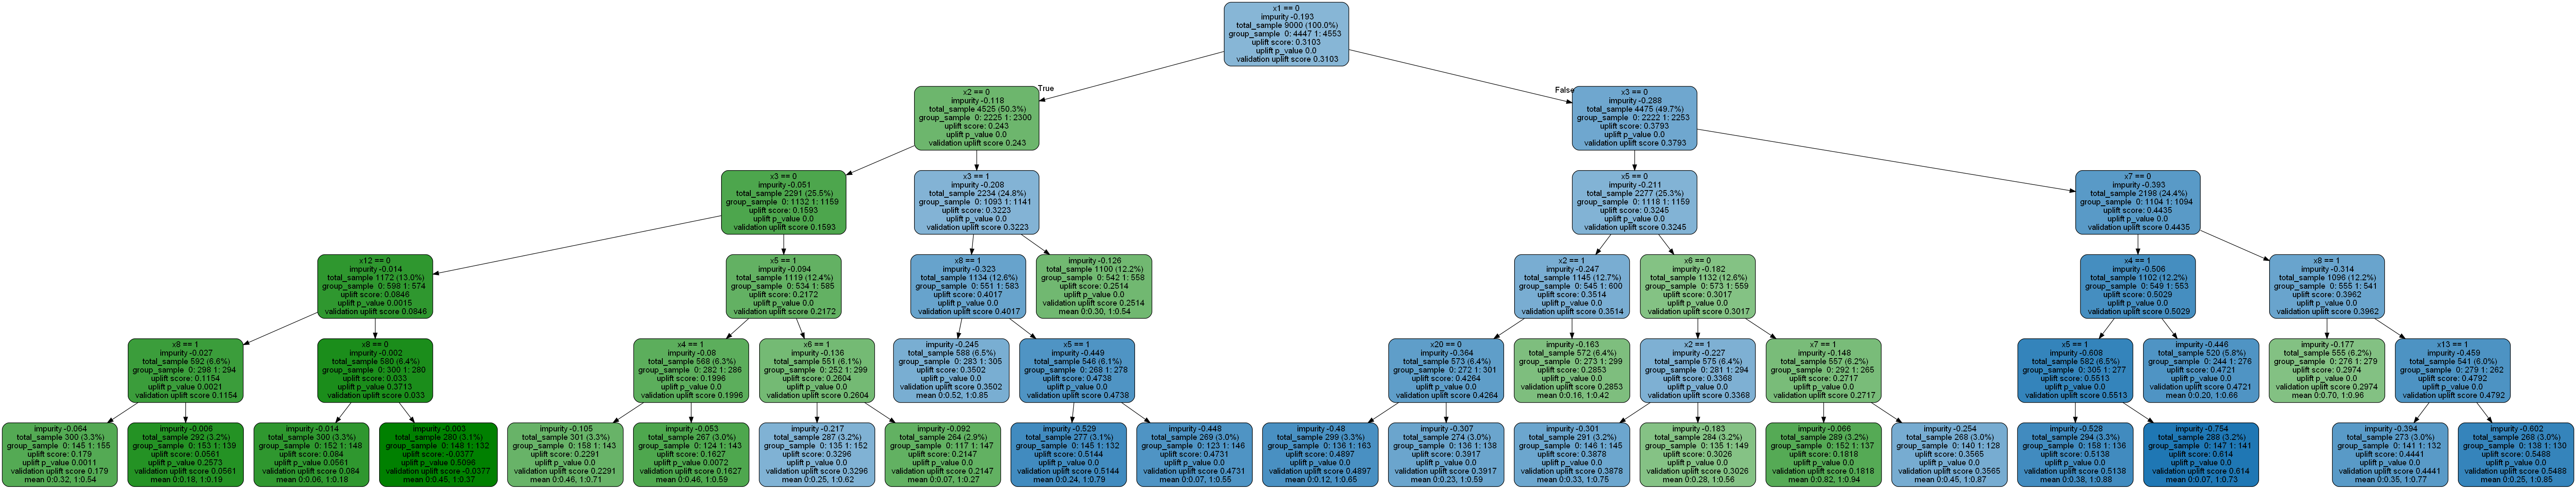 x1 == 0
impurity -0.193
total_sample 9000 (100.0%)
group_sample 0: 4447 1: 4553
uplift score: 0.3103
uplift p_value 0.0
validation uplift score 0.3103
True
False
x2 == 0
impurity -0.118
total_sample 4525 (50.3%)
group_sample 0: 2225 1: 2300
uplift score: 0.243
uplift p_value 0.0
validation uplift score 0.243
x3 == 0
impurity -0.288
total_sample 4475 (49.7%)
group_sample 0: 2222 1: 2253
uplift score: 0.3793
uplift p_value 0.0
validation uplift score 0.3793
x3 == 0
impurity -0.051
total_sample 2291 (25.5%)
group_sample 0: 1132 1: 1159
uplift score: 0.1593
uplift p_value 0.0
validation uplift score 0.1593
x3 == 1
impurity -0.208
total_sample 2234 (24.8%)
group_sample 0: 1093 1: 1141
uplift score: 0.3223
uplift p_value 0.0
validation uplift score 0.3223
x5 == 0
impurity -0.211
total_sample 2277 (25.3%)
group_sample 0: 1118 1: 1159
uplift score: 0.3245
uplift p_value 0.0
validation uplift score 0.3245
x7 == 0
impurity -0.393
total_sample 2198 (24.4%)
group_sample 0: 1104 1: 1094
uplift score: 0.4435
uplift p_value 0.0
validation uplift score 0.4435
x12 == 0
impurity -0.014
total_sample 1172 (13.0%)
group_sample 0: 598 1: 574
uplift score: 0.0846
uplift p_value 0.0015
validation uplift score 0.0846
x5 == 1
impurity -0.094
total_sample 1119 (12.4%)
group_sample 0: 534 1: 585
uplift score: 0.2172
uplift p_value 0.0
validation uplift score 0.2172
x8 == 1
impurity -0.323
total_sample 1134 (12.6%)
group_sample 0: 551 1: 583
uplift score: 0.4017
uplift p_value 0.0
validation uplift score 0.4017
impurity -0.126
total_sample 1100 (12.2%)
group_sample 0: 542 1: 558
uplift score: 0.2514
uplift p_value 0.0
validation uplift score 0.2514
mean 0:0.30, 1:0.54
x2 == 1
impurity -0.247
total_sample 1145 (12.7%)
group_sample 0: 545 1: 600
uplift score: 0.3514
uplift p_value 0.0
validation uplift score 0.3514
x6 == 0
impurity -0.182
total_sample 1132 (12.6%)
group_sample 0: 573 1: 559
uplift score: 0.3017
uplift p_value 0.0
validation uplift score 0.3017
x4 == 1
impurity -0.506
total_sample 1102 (12.2%)
group_sample 0: 549 1: 553
uplift score: 0.5029
uplift p_value 0.0
validation uplift score 0.5029
x8 == 1
impurity -0.314
total_sample 1096 (12.2%)
group_sample 0: 555 1: 541
uplift score: 0.3962
uplift p_value 0.0
validation uplift score 0.3962
x8 == 1
impurity -0.027
total_sample 592 (6.6%)
group_sample 0: 298 1: 294
uplift score: 0.1154
uplift p_value 0.0021
validation uplift score 0.1154
x8 == 0
impurity -0.002
total_sample 580 (6.4%)
group_sample 0: 300 1: 280
uplift score: 0.033
uplift p_value 0.3713
validation uplift score 0.033
x4 == 1
impurity -0.08
total_sample 568 (6.3%)
group_sample 0: 282 1: 286
uplift score: 0.1996
uplift p_value 0.0
validation uplift score 0.1996
x6 == 1
impurity -0.136
total_sample 551 (6.1%)
group_sample 0: 252 1: 299
uplift score: 0.2604
uplift p_value 0.0
validation uplift score 0.2604
impurity -0.245
total_sample 588 (6.5%)
group_sample 0: 283 1: 305
uplift score: 0.3502
uplift p_value 0.0
validation uplift score 0.3502
mean 0:0.52, 1:0.85
x5 == 1
impurity -0.449
total_sample 546 (6.1%)
group_sample 0: 268 1: 278
uplift score: 0.4738
uplift p_value 0.0
validation uplift score 0.4738
x20 == 0
impurity -0.364
total_sample 573 (6.4%)
group_sample 0: 272 1: 301
uplift score: 0.4264
uplift p_value 0.0
validation uplift score 0.4264
impurity -0.163
total_sample 572 (6.4%)
group_sample 0: 273 1: 299
uplift score: 0.2853
uplift p_value 0.0
validation uplift score 0.2853
mean 0:0.16, 1:0.42
x2 == 1
impurity -0.227
total_sample 575 (6.4%)
group_sample 0: 281 1: 294
uplift score: 0.3368
uplift p_value 0.0
validation uplift score 0.3368
x7 == 1
impurity -0.148
total_sample 557 (6.2%)
group_sample 0: 292 1: 265
uplift score: 0.2717
uplift p_value 0.0
validation uplift score 0.2717
x5 == 1
impurity -0.608
total_sample 582 (6.5%)
group_sample 0: 305 1: 277
uplift score: 0.5513
uplift p_value 0.0
validation uplift score 0.5513
impurity -0.446
total_sample 520 (5.8%)
group_sample 0: 244 1: 276
uplift score: 0.4721
uplift p_value 0.0
validation uplift score 0.4721
mean 0:0.20, 1:0.66
impurity -0.177
total_sample 555 (6.2%)
group_sample 0: 276 1: 279
uplift score: 0.2974
uplift p_value 0.0
validation uplift score 0.2974
mean 0:0.70, 1:0.96
x13 == 1
impurity -0.459
total_sample 541 (6.0%)
group_sample 0: 279 1: 262
uplift score: 0.4792
uplift p_value 0.0
validation uplift score 0.4792
impurity -0.064
total_sample 300 (3.3%)
group_sample 0: 145 1: 155
uplift score: 0.179
uplift p_value 0.0011
validation uplift score 0.179
mean 0:0.32, 1:0.54
impurity -0.006
total_sample 292 (3.2%)
group_sample 0: 153 1: 139
uplift score: 0.0561
uplift p_value 0.2573
validation uplift score 0.0561
mean 0:0.18, 1:0.19
impurity -0.014
total_sample 300 (3.3%)
group_sample 0: 152 1: 148
uplift score: 0.084
uplift p_value 0.0561
validation uplift score 0.084
mean 0:0.06, 1:0.18
impurity -0.003
total_sample 280 (3.1%)
group_sample 0: 148 1: 132
uplift score: -0.0377
uplift p_value 0.5096
validation uplift score -0.0377
mean 0:0.45, 1:0.37
impurity -0.105
total_sample 301 (3.3%)
group_sample 0: 158 1: 143
uplift score: 0.2291
uplift p_value 0.0
validation uplift score 0.2291
mean 0:0.46, 1:0.71
impurity -0.053
total_sample 267 (3.0%)
group_sample 0: 124 1: 143
uplift score: 0.1627
uplift p_value 0.0072
validation uplift score 0.1627
mean 0:0.46, 1:0.59
impurity -0.217
total_sample 287 (3.2%)
group_sample 0: 135 1: 152
uplift score: 0.3296
uplift p_value 0.0
validation uplift score 0.3296
mean 0:0.25, 1:0.62
impurity -0.092
total_sample 264 (2.9%)
group_sample 0: 117 1: 147
uplift score: 0.2147
uplift p_value 0.0
validation uplift score 0.2147
mean 0:0.07, 1:0.27
impurity -0.529
total_sample 277 (3.1%)
group_sample 0: 145 1: 132
uplift score: 0.5144
uplift p_value 0.0
validation uplift score 0.5144
mean 0:0.24, 1:0.79
impurity -0.448
total_sample 269 (3.0%)
group_sample 0: 123 1: 146
uplift score: 0.4731
uplift p_value 0.0
validation uplift score 0.4731
mean 0:0.07, 1:0.55
impurity -0.48
total_sample 299 (3.3%)
group_sample 0: 136 1: 163
uplift score: 0.4897
uplift p_value 0.0
validation uplift score 0.4897
mean 0:0.12, 1:0.65
impurity -0.307
total_sample 274 (3.0%)
group_sample 0: 136 1: 138
uplift score: 0.3917
uplift p_value 0.0
validation uplift score 0.3917
mean 0:0.23, 1:0.59
impurity -0.301
total_sample 291 (3.2%)
group_sample 0: 146 1: 145
uplift score: 0.3878
uplift p_value 0.0
validation uplift score 0.3878
mean 0:0.33, 1:0.75
impurity -0.183
total_sample 284 (3.2%)
group_sample 0: 135 1: 149
uplift score: 0.3026
uplift p_value 0.0
validation uplift score 0.3026
mean 0:0.28, 1:0.56
impurity -0.066
total_sample 289 (3.2%)
group_sample 0: 152 1: 137
uplift score: 0.1818
uplift p_value 0.0
validation uplift score 0.1818
mean 0:0.82, 1:0.94
impurity -0.254
total_sample 268 (3.0%)
group_sample 0: 140 1: 128
uplift score: 0.3565
uplift p_value 0.0
validation uplift score 0.3565
mean 0:0.45, 1:0.87
impurity -0.528
total_sample 294 (3.3%)
group_sample 0: 158 1: 136
uplift score: 0.5138
uplift p_value 0.0
validation uplift score 0.5138
mean 0:0.38, 1:0.88
impurity -0.754
total_sample 288 (3.2%)
group_sample 0: 147 1: 141
uplift score: 0.614
uplift p_value 0.0
validation uplift score 0.614
mean 0:0.07, 1:0.73
impurity -0.394
total_sample 273 (3.0%)
group_sample 0: 141 1: 132
uplift score: 0.4441
uplift p_value 0.0
validation uplift score 0.4441
mean 0:0.35, 1:0.77
impurity -0.602
total_sample 268 (3.0%)
group_sample 0: 138 1: 130
uplift score: 0.5488
uplift p_value 0.0
validation uplift score 0.5488
mean 0:0.25, 1:0.85